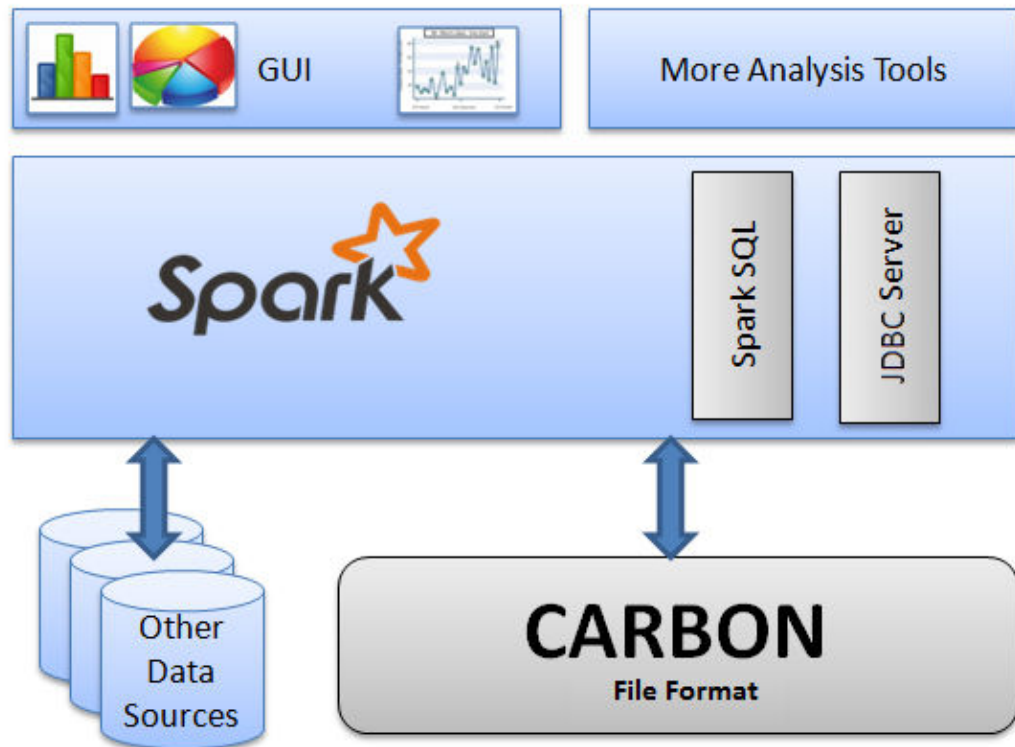 GUI
More Analysis Tools
Spark
Spark SQL
JDBC Server
Other
Data
Sources
CARBON
File Format